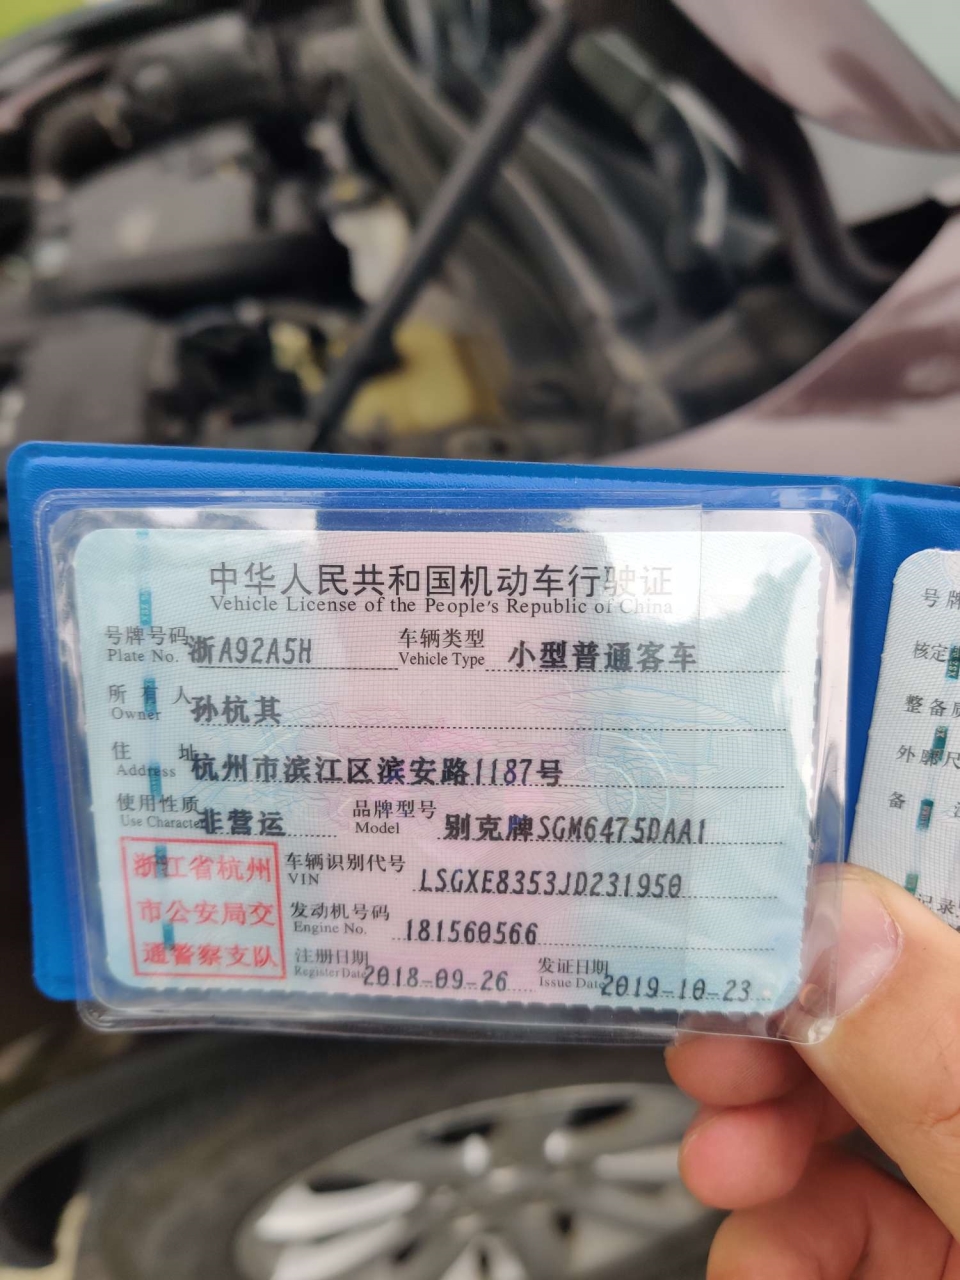 中华人民共和国机动车行驶证
Vehicle License of the People's Republic of China
号牌号码 浙A92A5H 车辆类型 小型普通客车
Plate No. Vehicle Type
所有人 孙杭其
Owner
住址 杭州市滨江区滨安路1187号
Address
使用性质 非营运 品牌型号 别克牌SGM6475DAA1
Use Character Model
浙江省杭州
市公安局交
通警察支队
车辆识别代号 LSGXE8353JD231950
VIN
发动机号码 181560566
Engine No.
注册日期 2018-09-26 发证日期 2019-10-23
Register Date Issue Date
号牌
核定
整备质
外廓尺
备
记录